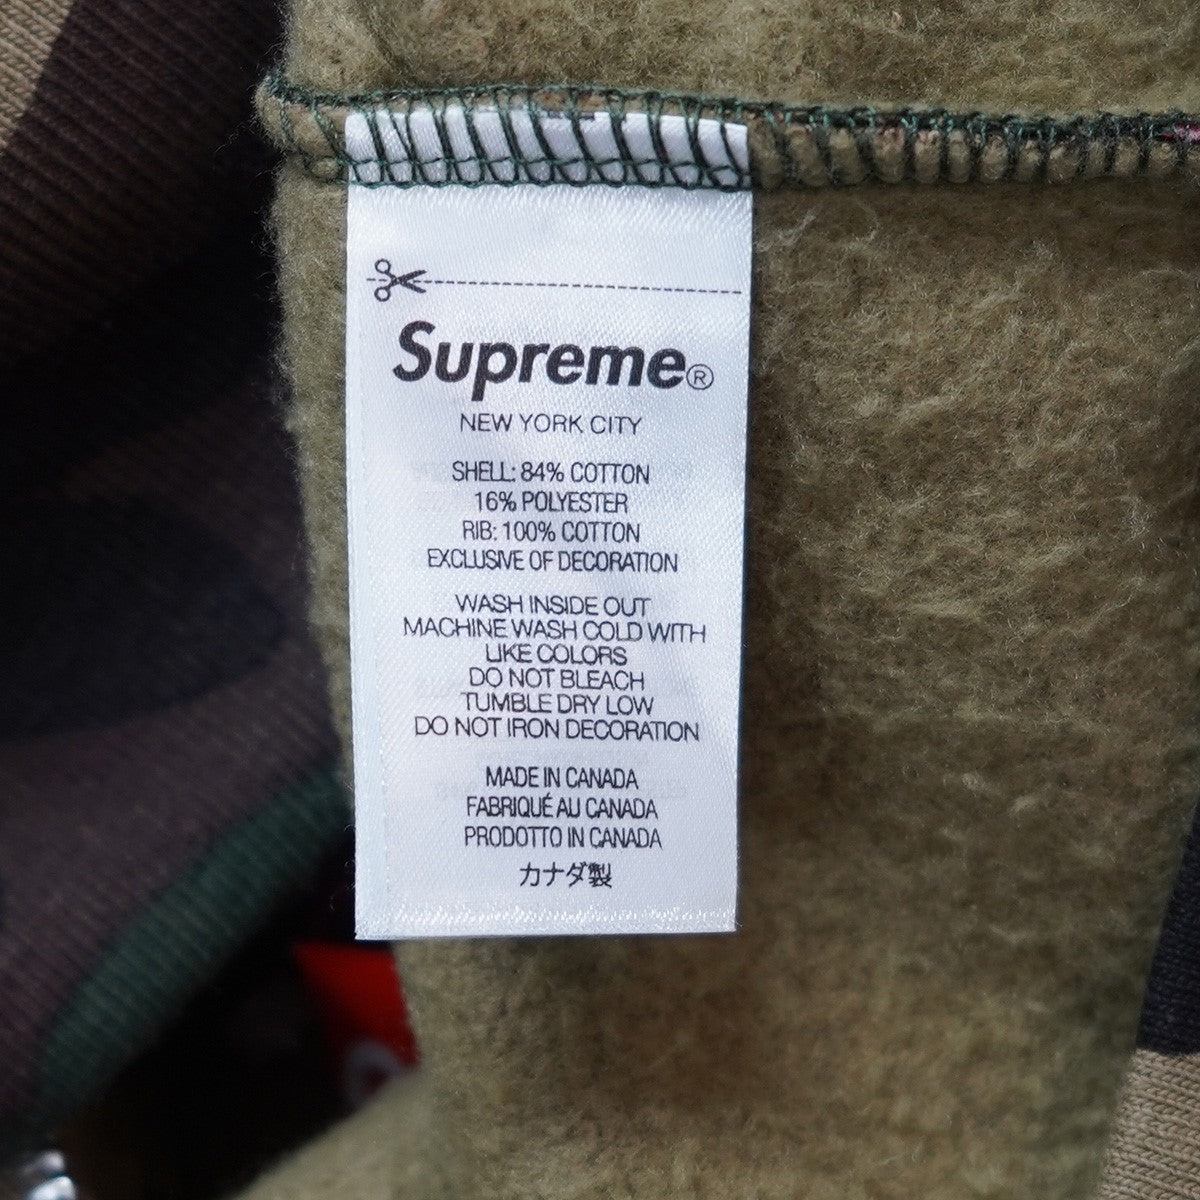 Supreme®
NEW YORK CITY
SHELL: 84% COTTON
16% POLYESTER
RIB: 100% COTTON
EXCLUSIVE OF DECORATION
WASH INSIDE OUT
MACHINE WASH COLD WITH
LIKE COLORS
DO NOT BLEACH
TUMBLE DRY LOW
DO NOT IRON DECORATION
MADE IN CANADA
FABRIQUÉ AU CANADA
PRODOTTO IN CANADA
カナダ製